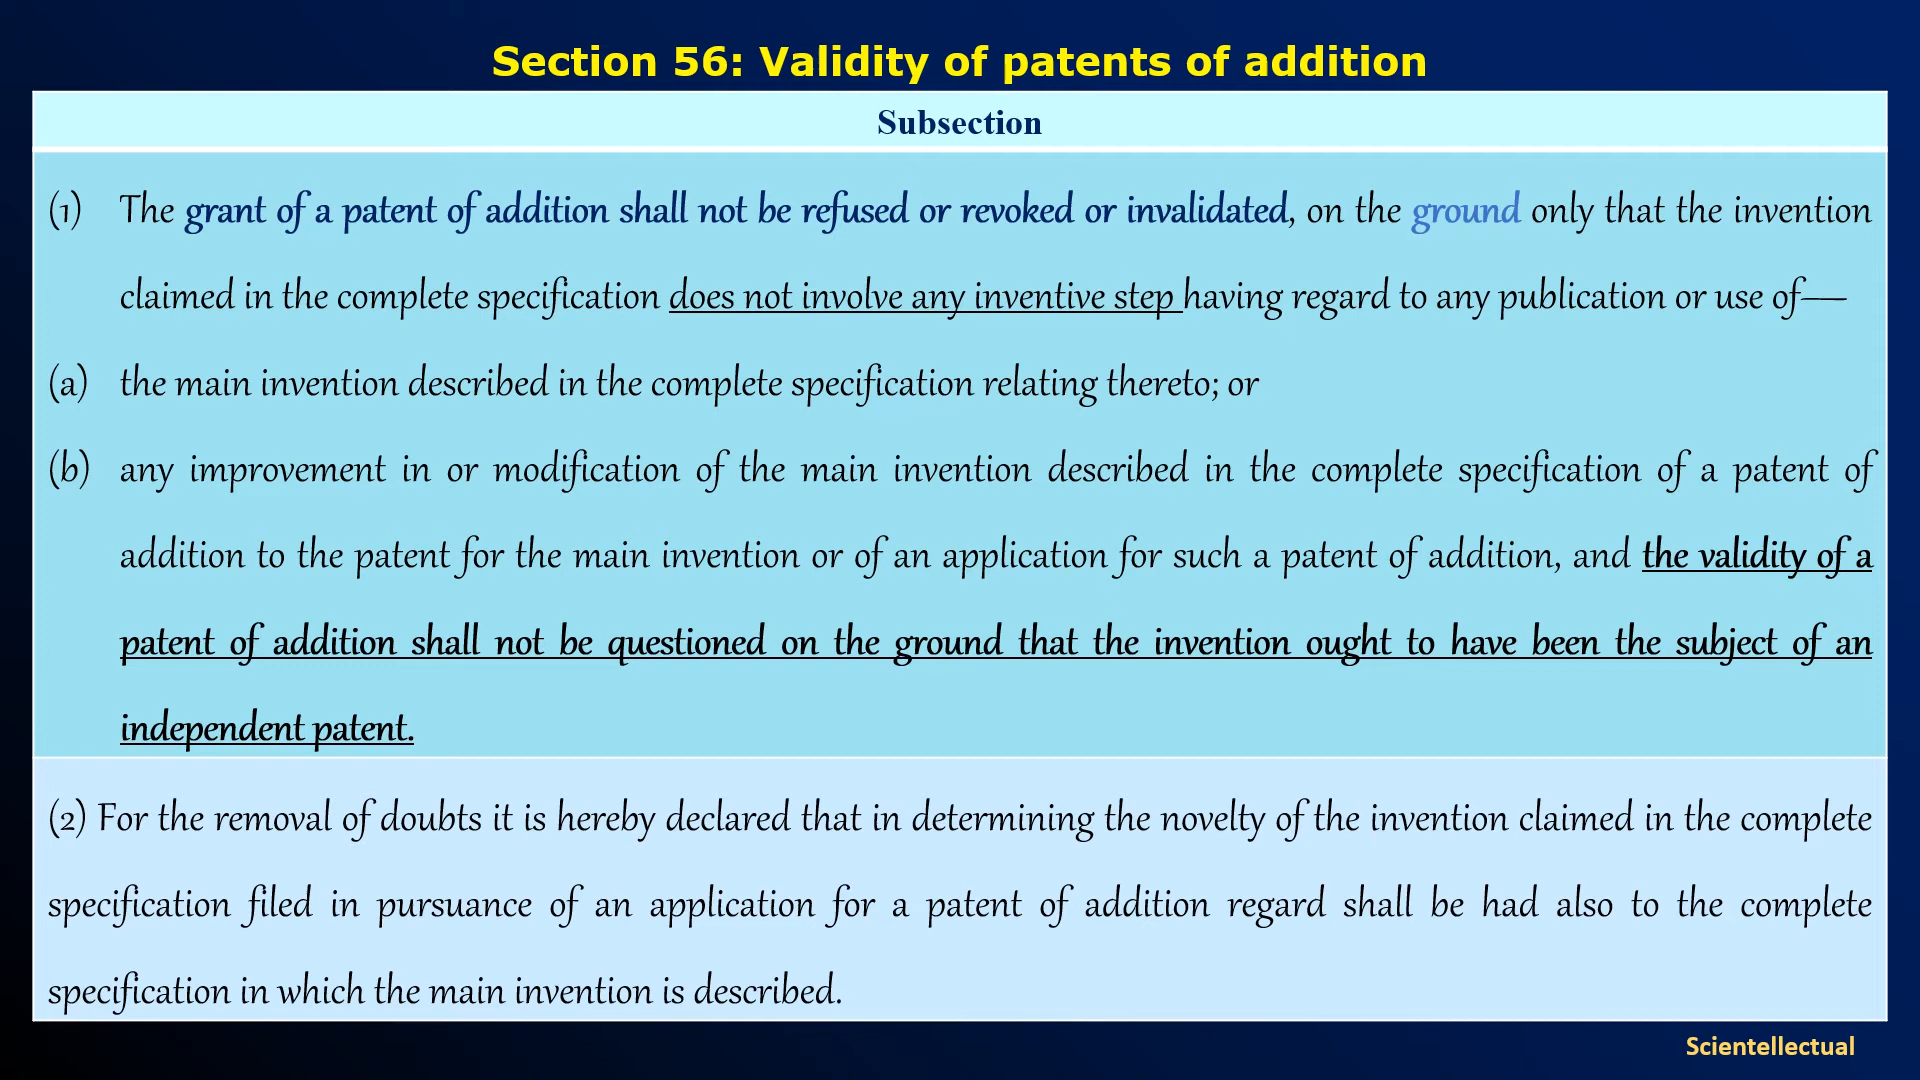 Section 56: Validity of patents of addition
Subsection
(1) The grant of a patent of addition shall not be refused or revoked or invalidated, on the ground only that the invention
claimed in the complete specification does not involve any inventive step having regard to any publication or use of—
(a) the main invention described in the complete specification relating thereto; or
(b) any improvement in or modification of the main invention described in the complete specification of a patent of
addition to the patent for the main invention or of an application for such a patent of addition, and the validity of a
patent of addition shall not be questioned on the ground that the invention ought to have been the subject of an
independent patent.
(2) For the removal of doubts it is hereby declared that in determining the novelty of the invention claimed in the complete
specification filed in pursuance of an application for a patent of addition regard shall be had also to the complete
specification in which the main invention is described.
Scientellectual